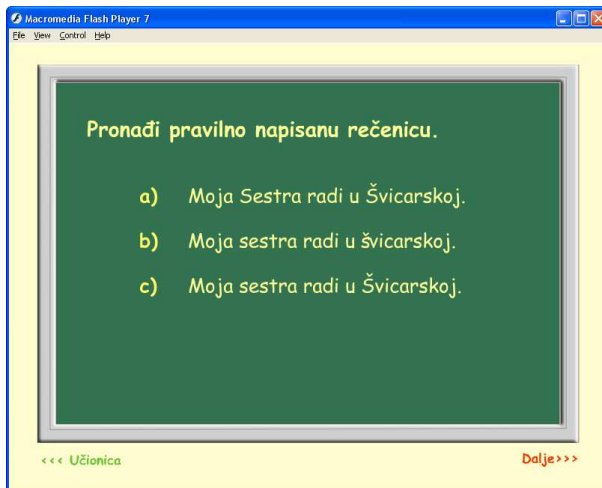 Macromedia Flash Player 7
File View Control Help
Pronađi pravilno napisanu rečenicu.
a) Moja Sestra radi u Švicarskoj.
b) Moja sestra radi u švicarskoj.
c) Moja sestra radi u Švicarskoj.
<<< Učionica Dalje>>>